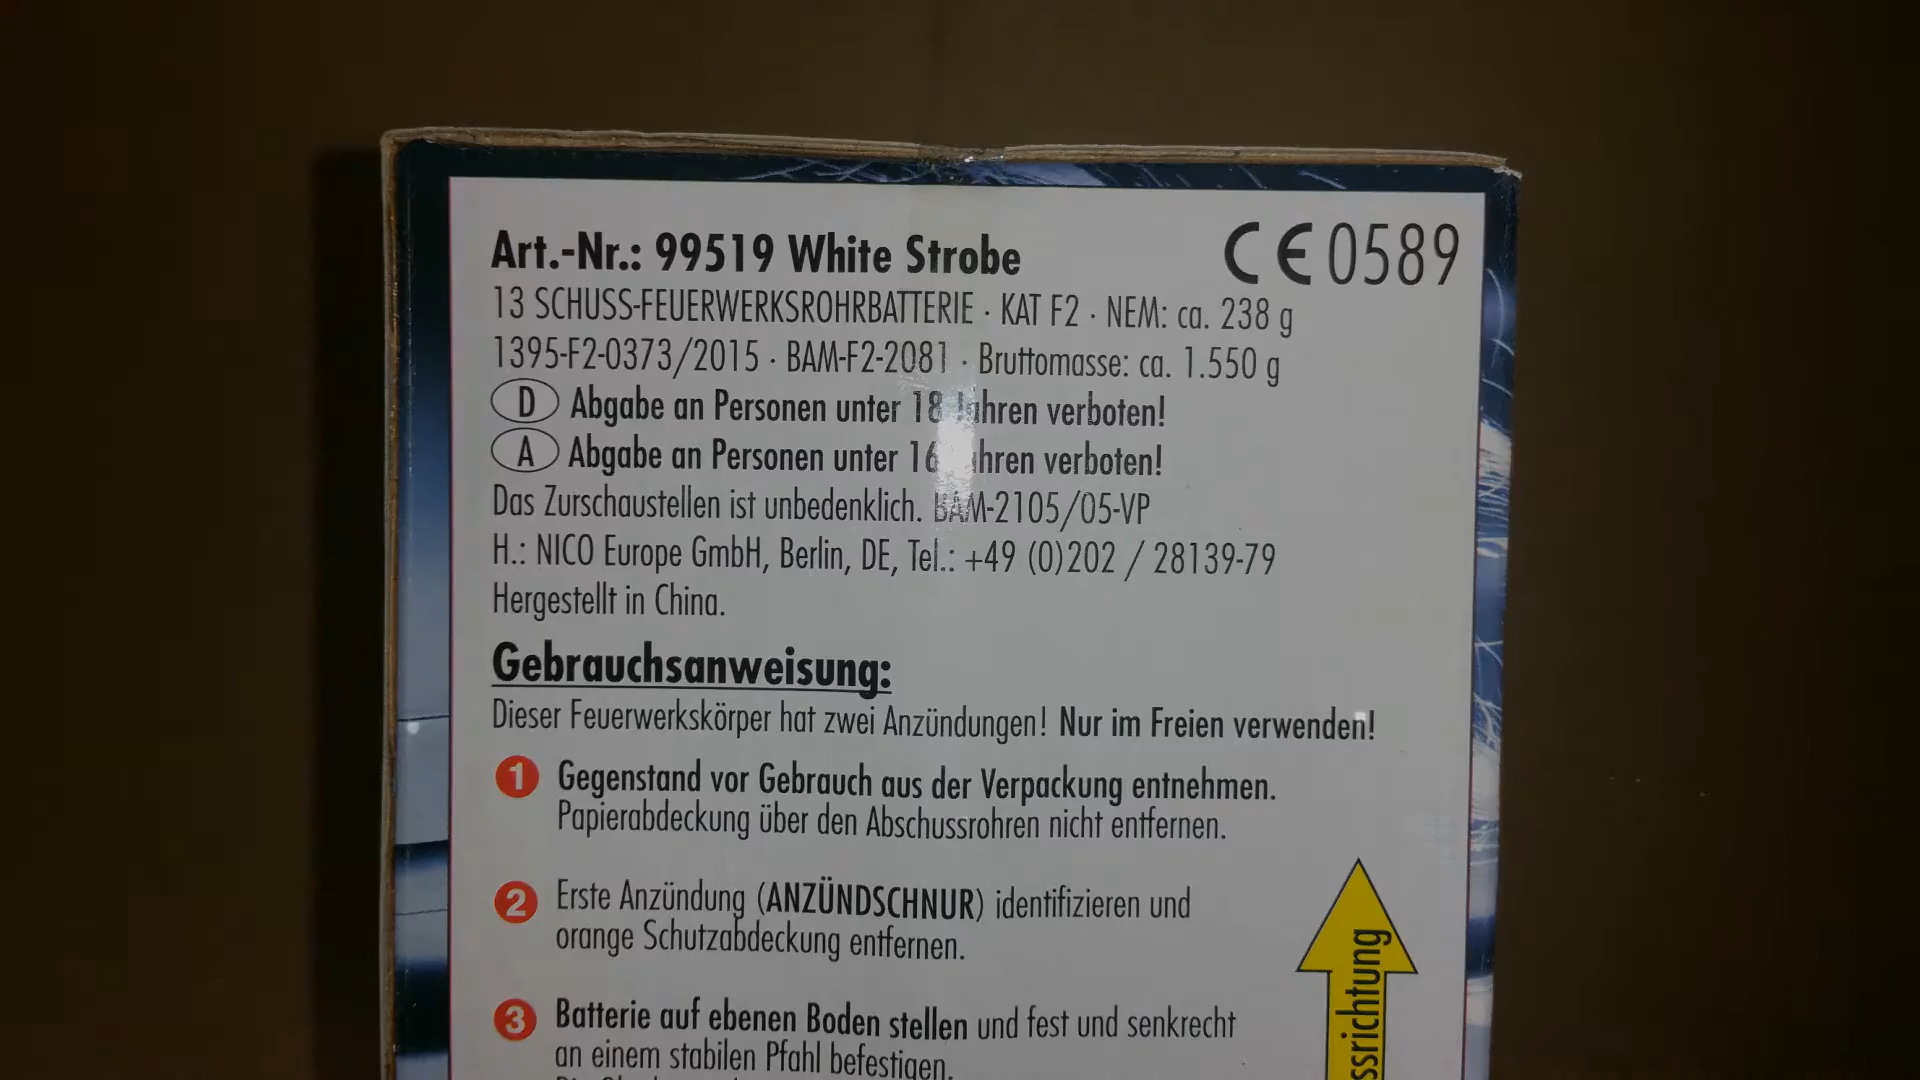 Art.-Nr.: 99519 White Strobe
CE 0589
13 SCHUSS-FEUERWERKSROHRBATTERIE · KAT F2 · NEM: ca. 238 g
1395-F2-0373/2015 · BAM-F2-2081 · Bruttomasse: ca. 1.550 g
D Abgabe an Personen unter 18 Jahren verboten!
A Abgabe an Personen unter 16 Jahren verboten!
Das Zurschaustellen ist unbedenklich. BAM-2105/05-VP
H.: NICO Europe GmbH, Berlin, DE, Tel.: +49 (0)202 / 28139-79
Hergestellt in China.
Gebrauchsanweisung:
Dieser Feuerwerkskörper hat zwei Anzündungen! Nur im Freien verwenden!
1 Gegenstand vor Gebrauch aus der Verpackung entnehmen.
Papierabdeckung über den Abschussrohren nicht entfernen.
2 Erste Anzündung (ANZÜNDSCHNUR) identifizieren und
orange Schutzabdeckung entfernen.
3 Batterie auf ebenen Boden stellen und fest und senkrecht
an einem stabilen Pfahl befestigen.
ssrichtung